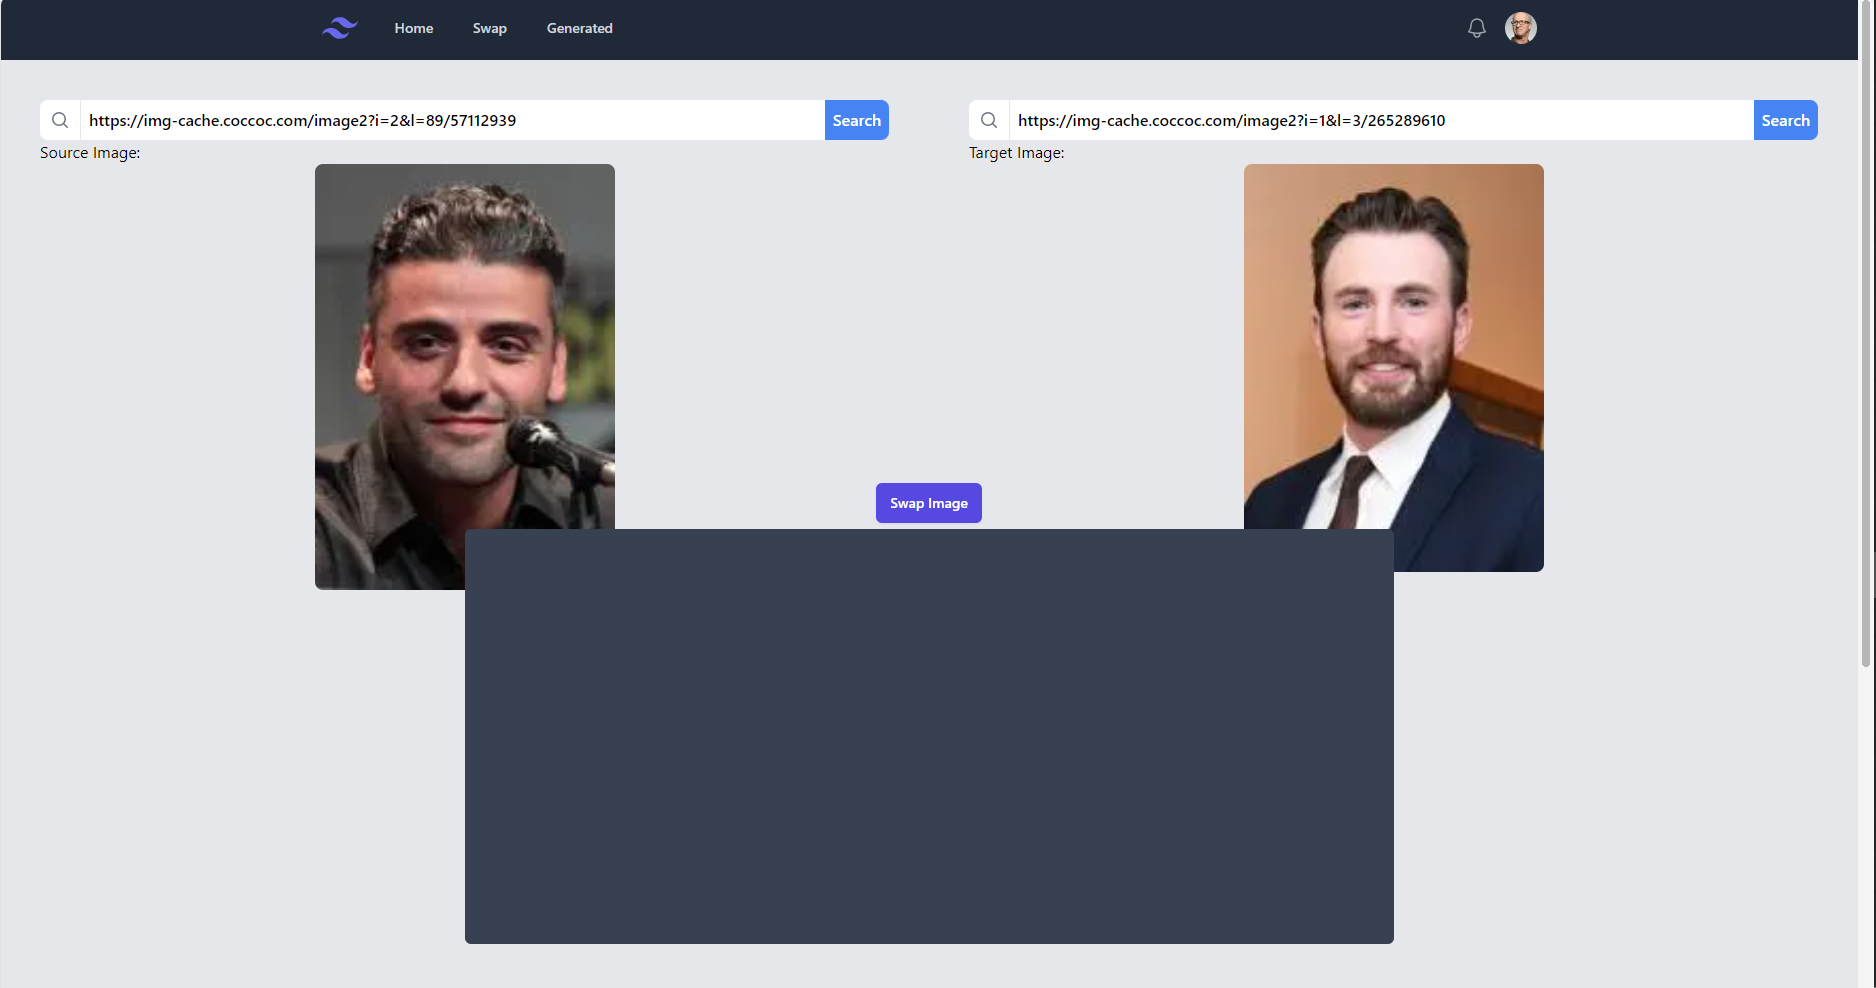 Home
Swap
Generated
https://img-cache.coccoc.com/image2?i=2&l=89/57112939
Search
Source Image:
https://img-cache.coccoc.com/image2?i=1&l=3/265289610
Search
Target Image:
Swap Image